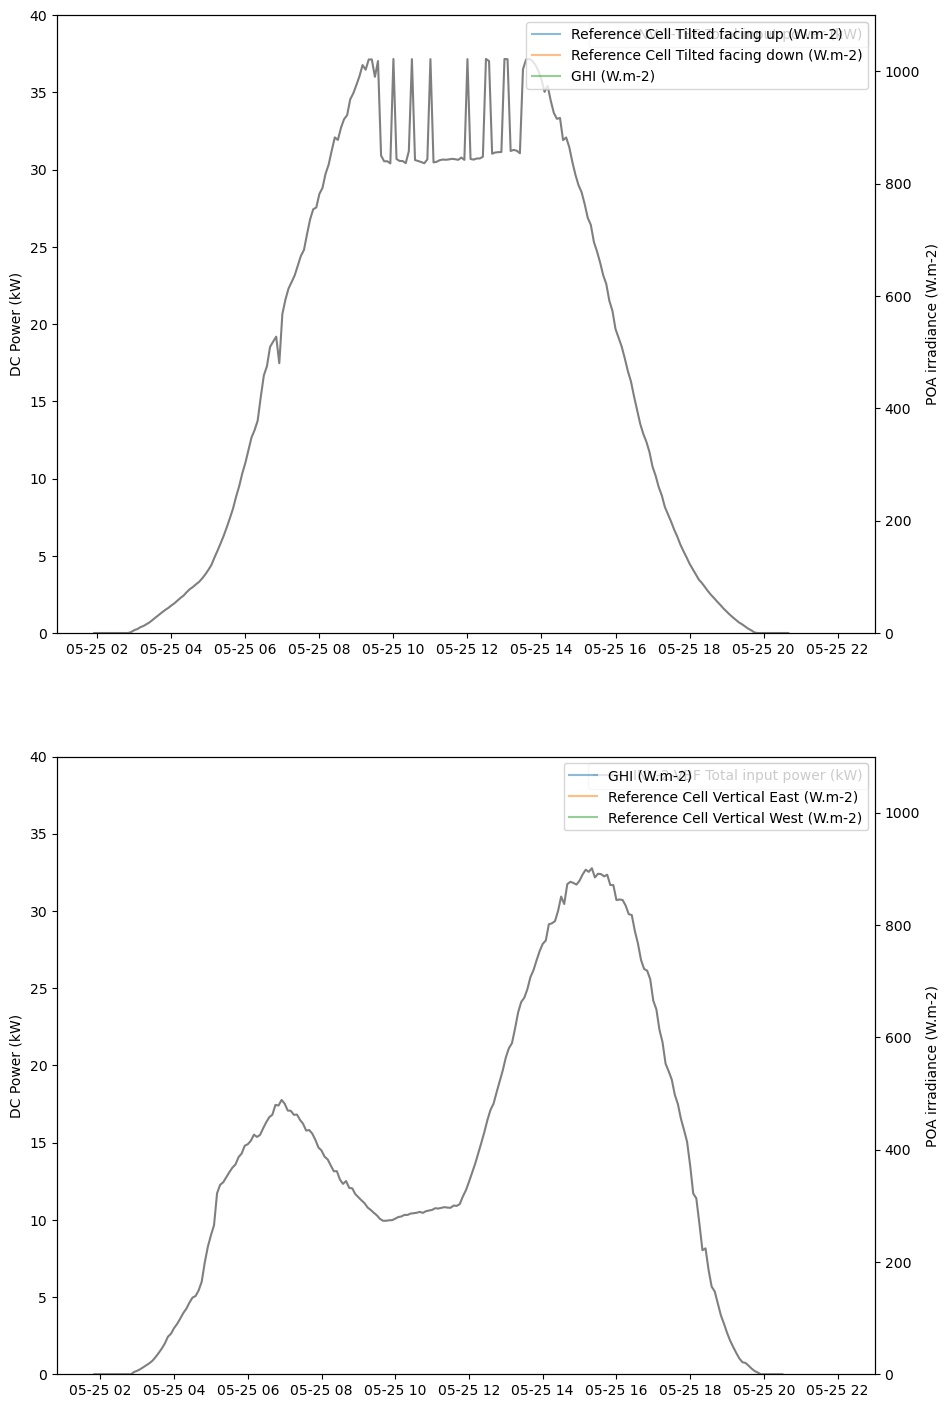 40
35
30
25
20
15
10
5
0
DC Power (kW)
Reference Cell Tilted facing up (W.m-2)
Reference Cell Tilted facing down (W.m-2)
GHI (W.m-2)
1000
800
600
400
200
0
POA irradiance (W.m-2)
05-25 02 05-25 04 05-25 06 05-25 08 05-25 10 05-25 12 05-25 14 05-25 16 05-25 18 05-25 20 05-25 22
40
35
30
25
20
15
10
5
0
DC Power (kW)
GHI (W.m-2) Total input power (kW)
Reference Cell Vertical East (W.m-2)
Reference Cell Vertical West (W.m-2)
1000
800
600
400
200
0
POA irradiance (W.m-2)
05-25 02 05-25 04 05-25 06 05-25 08 05-25 10 05-25 12 05-25 14 05-25 16 05-25 18 05-25 20 05-25 22